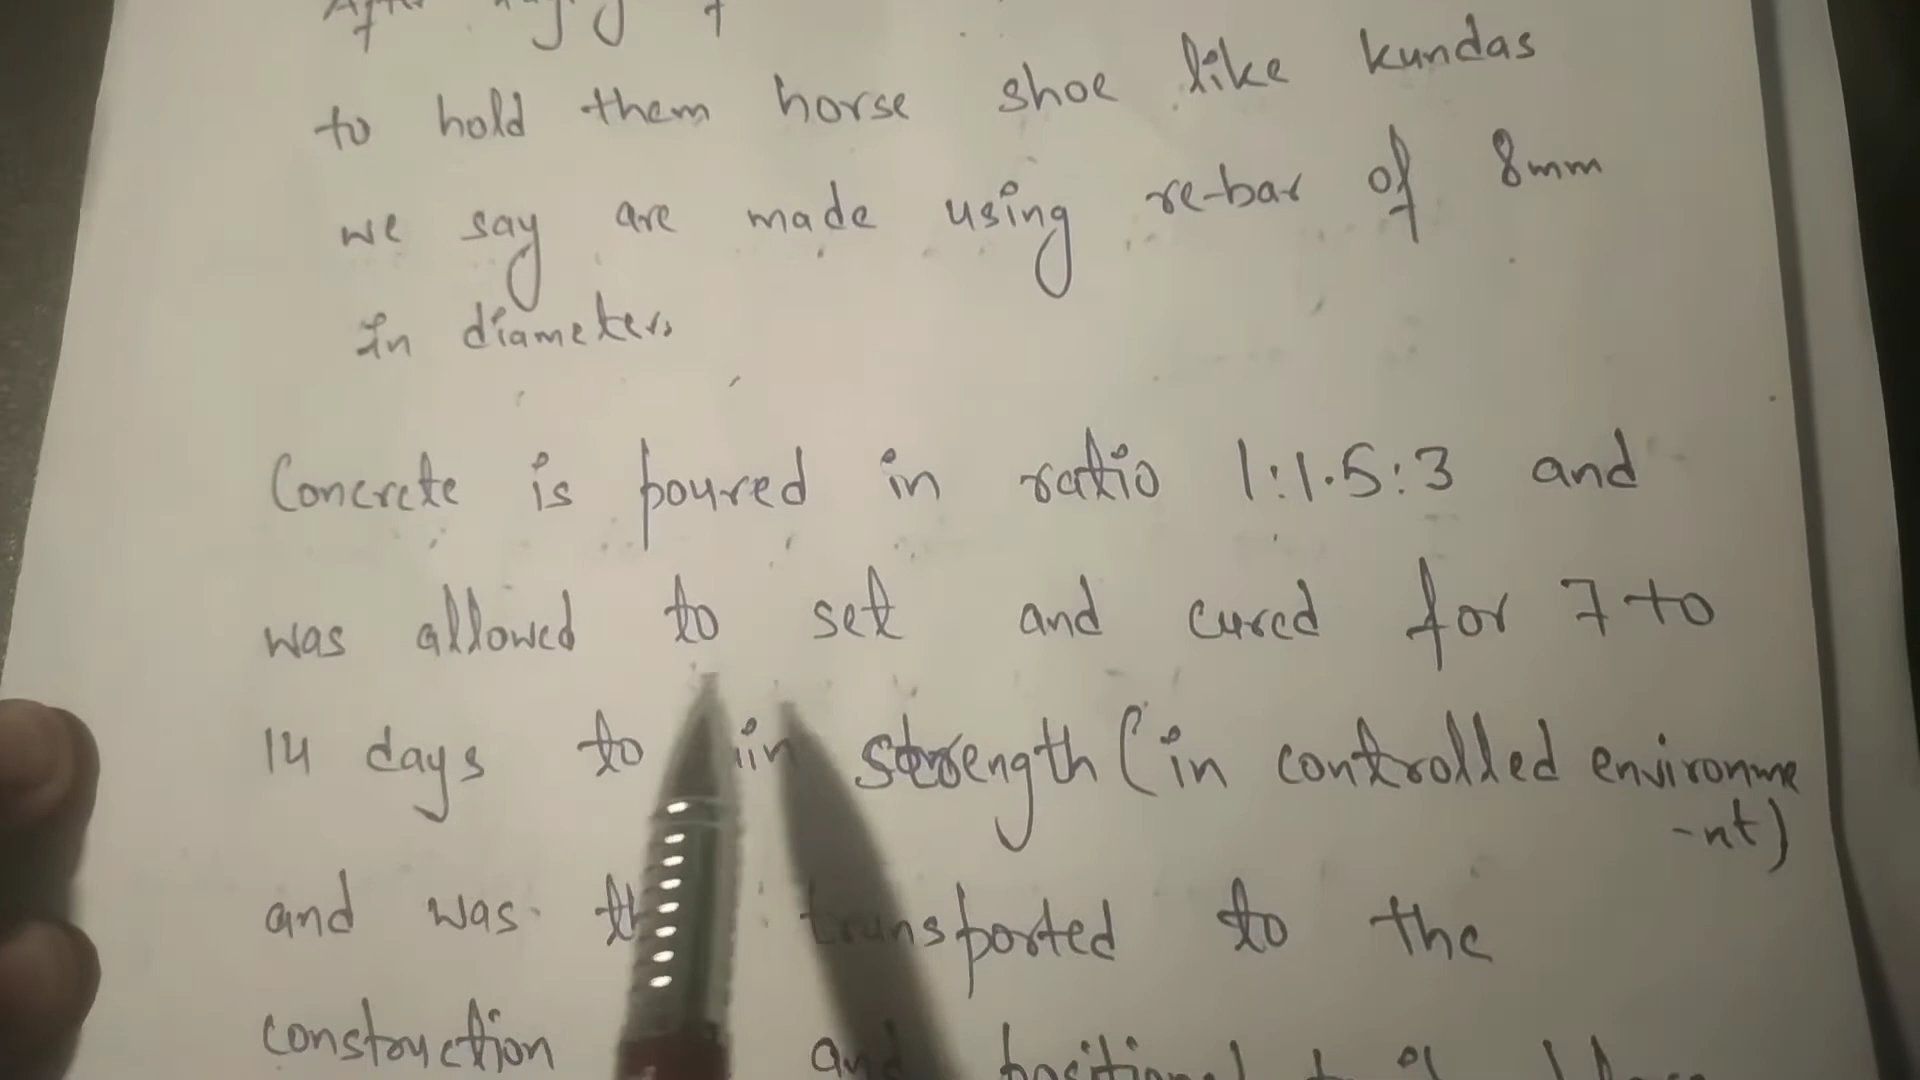 to hold them horse shoe like kundas
we say are made using re-bar of 8mm
in diameter.
Concrete is poured in ratio 1:1.5:3 and
was allowed to set and cured for 7 to
14 days to strength (in controlled environme
-nt)
and was transported to the
construction and